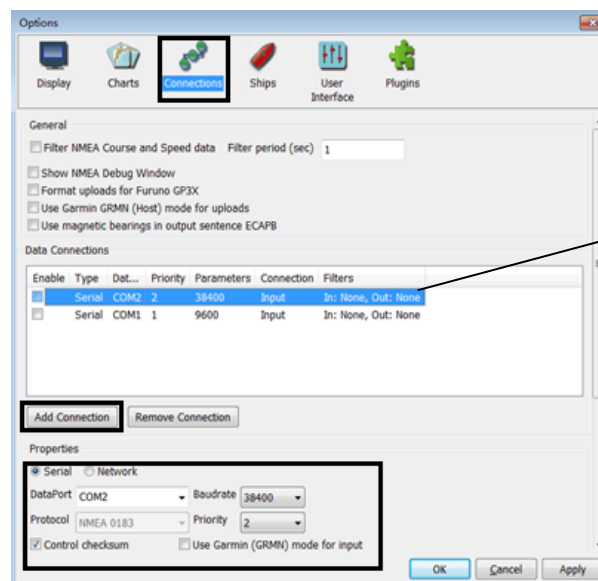 Options
Display Charts Connections Ships User Interface Plugins
General
Filter NMEA Course and Speed data Filter period (sec) 1
Show NMEA Debug Window
Format uploads for Furuno GP3X
Use Garmin GRMN (Host) mode for uploads
Use magnetic bearings in output sentence ECAPB
Data Connections
Enable Type Dat... Priority Parameters Connection Filters
Serial COM2 2 38400 Input In: None, Out: None
Serial COM1 1 9600 Input In: None, Out: None
Add Connection Remove Connection
Properties
Serial Network
DataPort COM2 Baudrate 38400
Protocol NMEA 0183 Priority 2
Control checksum Use Garmin (GRMN) mode for input
OK Cancel Apply